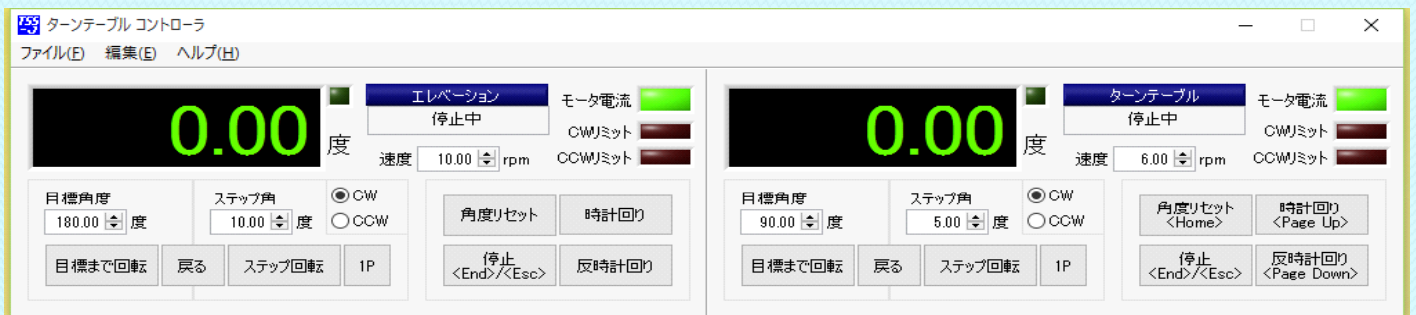 ターンテーブル コントローラ
ファイル(F) 編集(E) ヘルプ(H)
0.00 度
エレベーション
停止中
速度 10.00 rpm
モータ電流
CWリミット
CCWリミット
目標角度
180.00 度
ステップ角
10.00 度
CW
CCW
目標まで回転 戻る ステップ回転 1P
角度リセット 時計回り
停止
<End>/<Esc>
反時計回り
0.00 度
ターンテーブル
停止中
速度 6.00 rpm
モータ電流
CWリミット
CCWリミット
目標角度
90.00 度
ステップ角
5.00 度
CW
CCW
目標まで回転 戻る ステップ回転 1P
角度リセット
<Home>
時計回り
<Page Up>
停止
<End>/<Esc>
反時計回り
<Page Down>